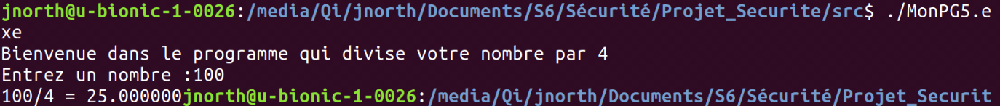 jnorth@u-bionic-1-0026:/media/Qi/jnorth/Documents/S6/Sécurité/Projet_Securite/src$ ./MonPG5.e
xe
Bienvenue dans le programme qui divise votre nombre par 4
Entrez un nombre :100
100/4 = 25.000000jnorth@u-bionic-1-0026:/media/Qi/jnorth/Documents/S6/Sécurité/Projet_Securit